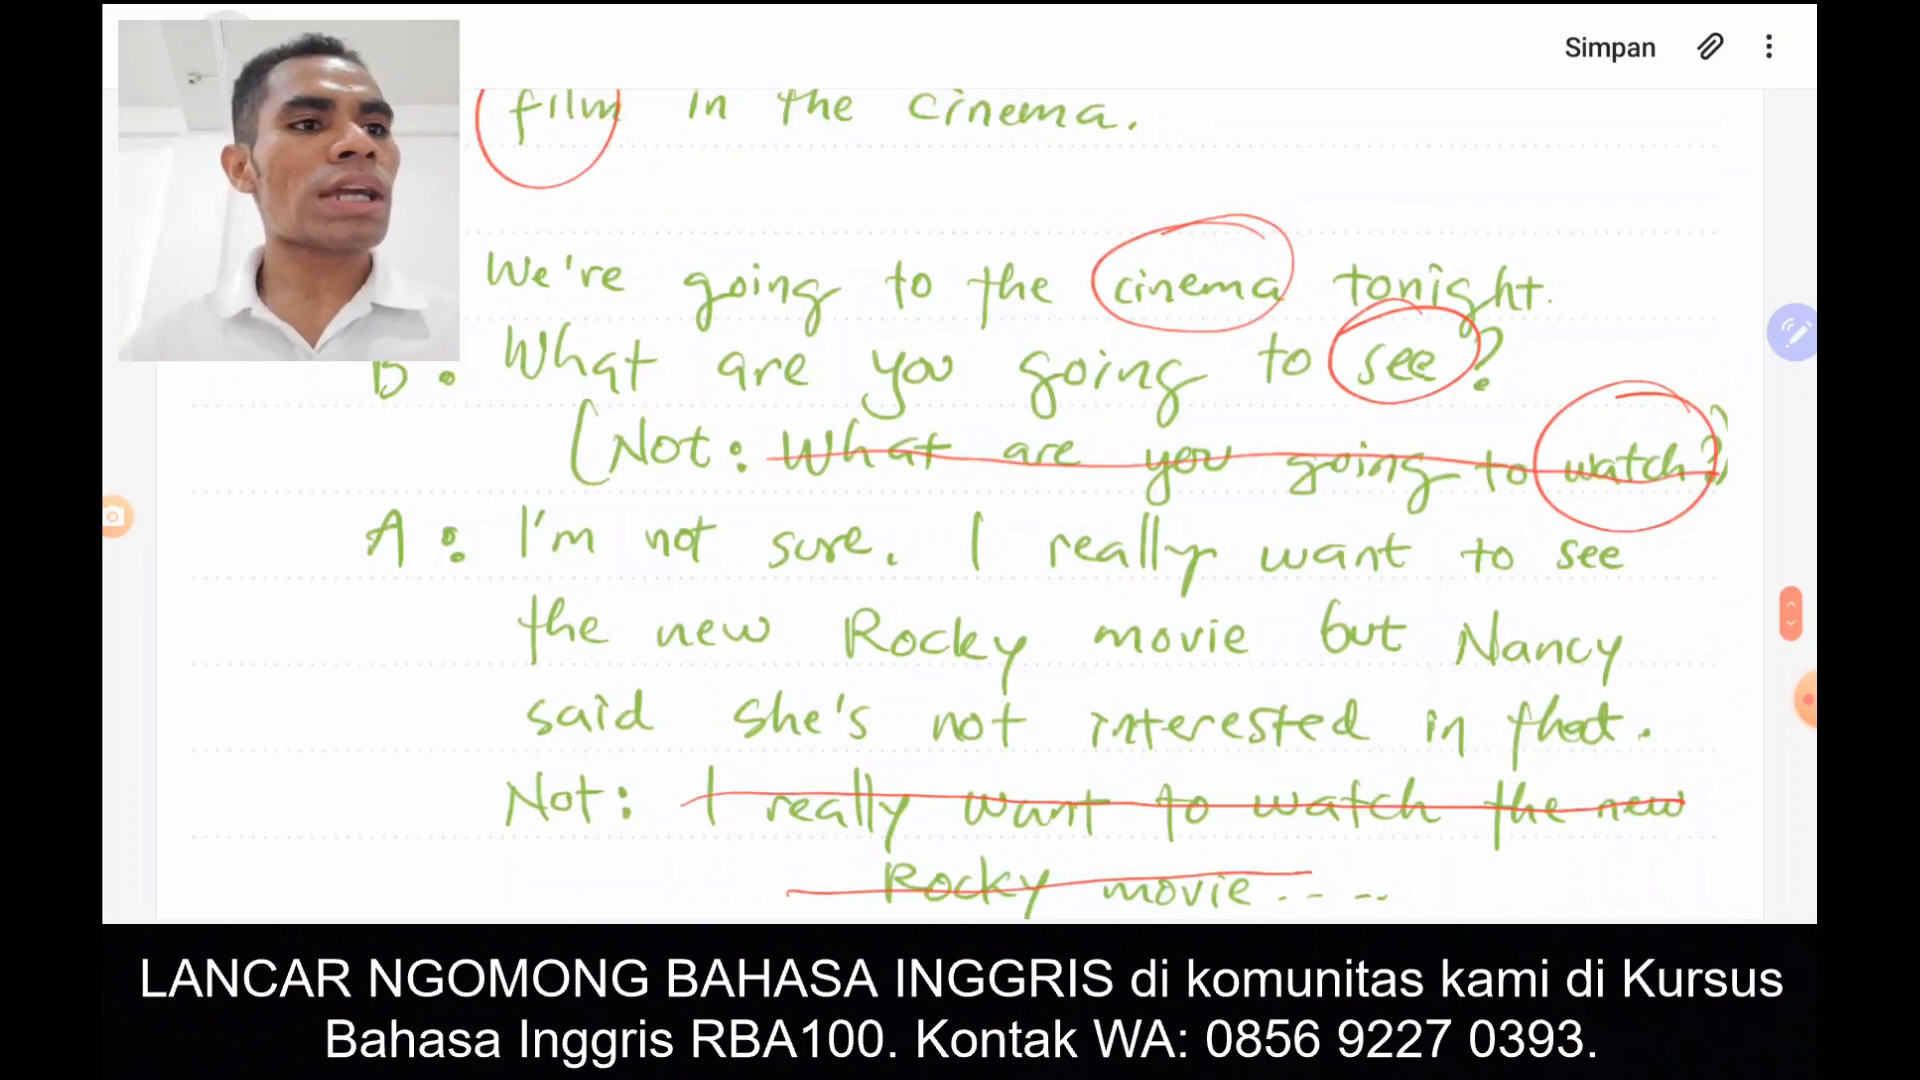 Simpan
film in the cinema.
We're going to the cinema tonight.
B: What are you going to see?
(Not: What are you going to watch?)
A: I'm not sure. I really want to see
the new Rocky movie but Nancy
said she's not interested in that.
Not: I really want to watch the new
Rocky movie.....
LANCAR NGOMONG BAHASA INGGRIS di komunitas kami di Kursus
Bahasa Inggris RBA100. Kontak WA: 0856 9227 0393.